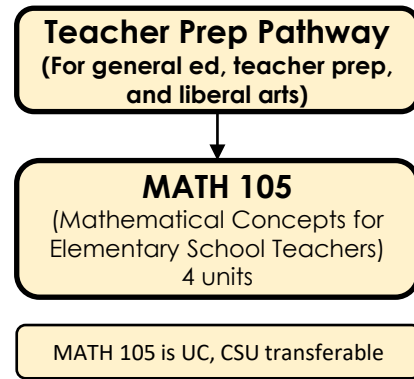 Teacher Prep Pathway
(For general ed, teacher prep,
and liberal arts)
MATH 105
(Mathematical Concepts for
Elementary School Teachers)
4 units
MATH 105 is UC, CSU transferable